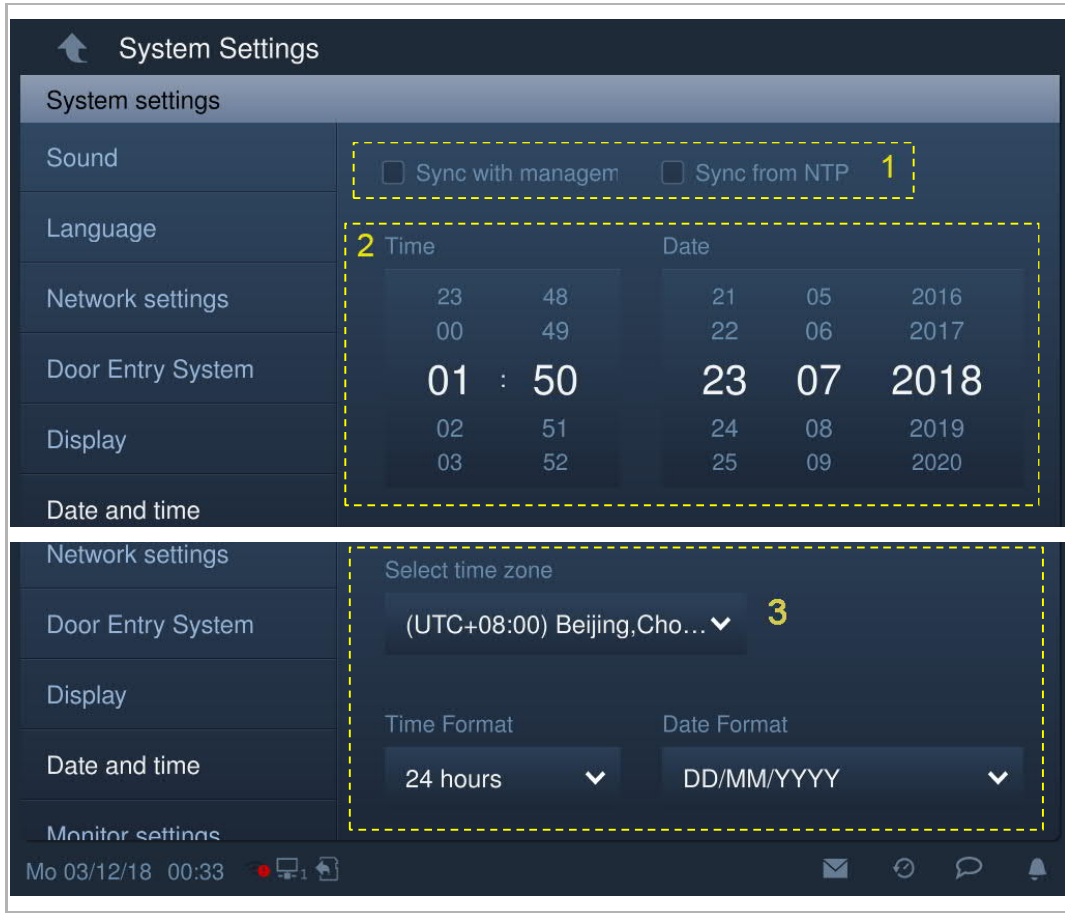 System Settings
System settings
Sound
Sync with managem
Sync from NTP
1
Language
2
Time
Date
Network settings
23 48 21 05 2016
00 49 22 06 2017
Door Entry System
01 : 50 23 07 2018
Display
02 51 24 08 2019
03 52 25 09 2020
Date and time
Network settings
Select time zone
Door Entry System
(UTC+08:00) Beijing,Cho...
3
Display
Time Format
Date Format
Date and time
24 hours
DD/MM/YYYY
Monitor settings
Mo 03/12/18 00:33
1